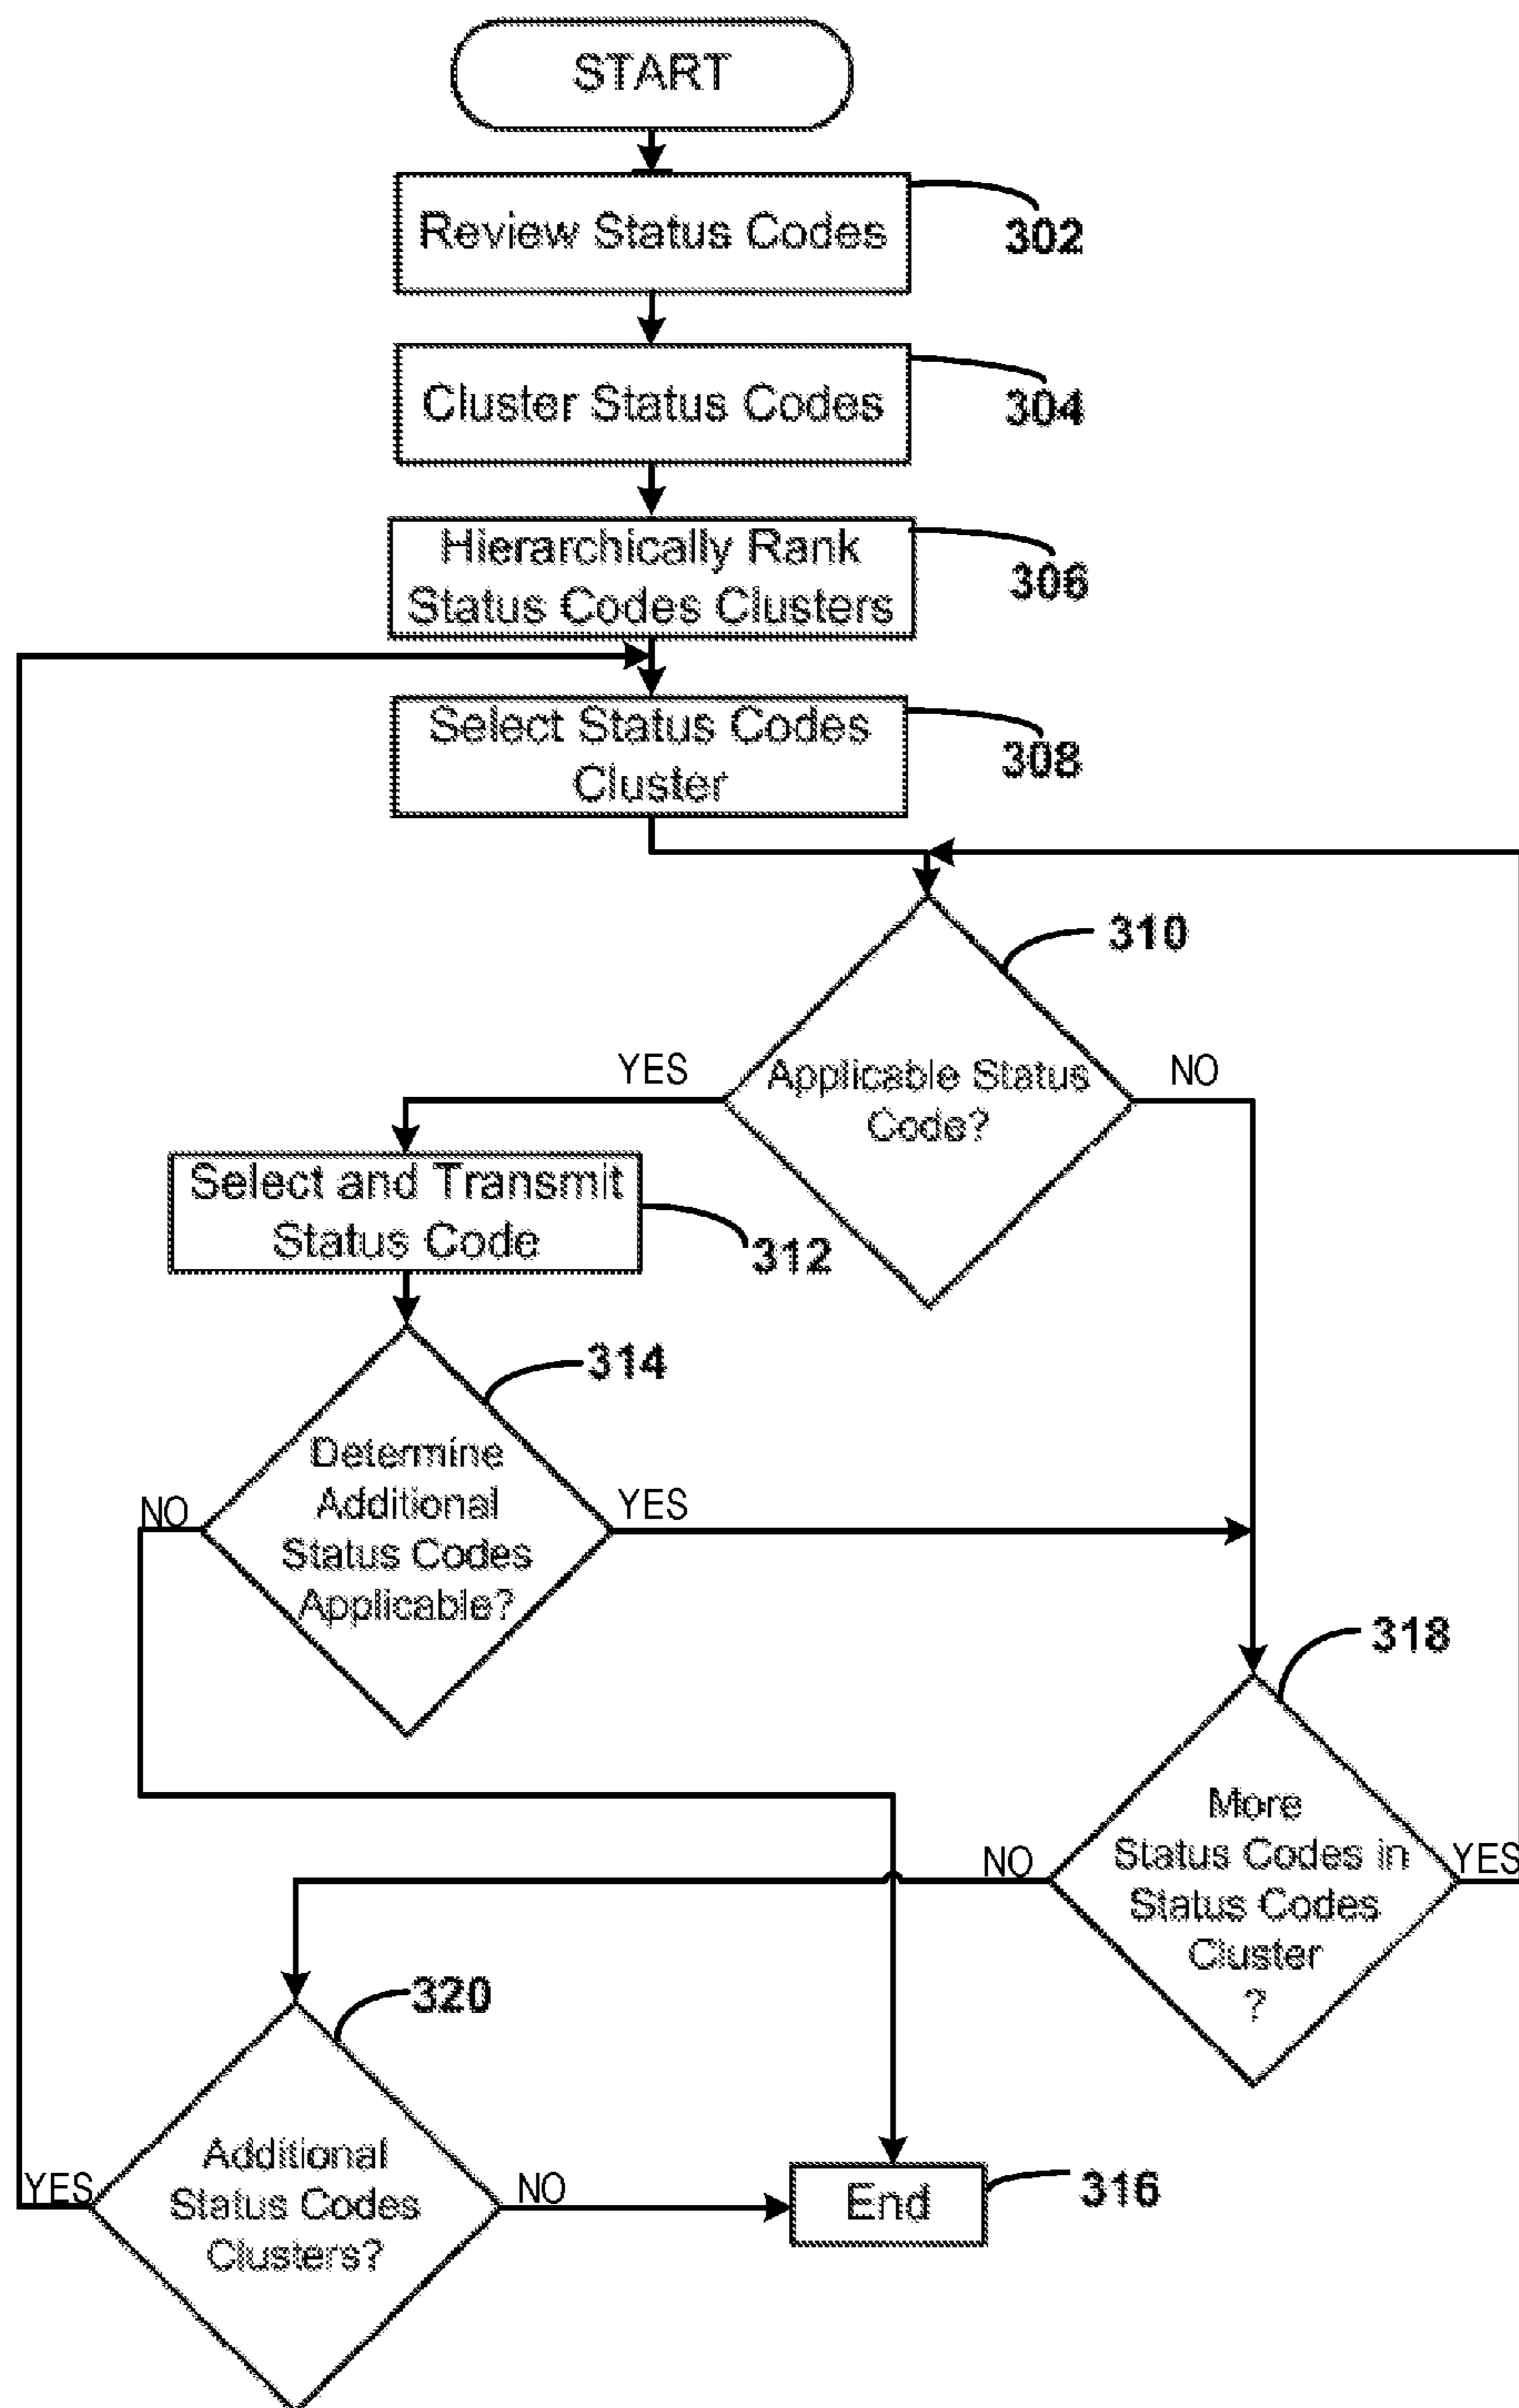 START
Review Status Codes
302
Cluster Status Codes
304
Hierarchically Rank
Status Codes Clusters
306
Select Status Codes
Cluster
308
310
YES
Applicable Status
Code?
NO
Select and Transmit
Status Code
312
314
Determine
Additional
Status Codes
Applicable?
NO
YES
318
More
Status Codes in
Status Codes
Cluster
?
NO
YES
320
Additional
Status Codes
Clusters?
YES
NO
End
316